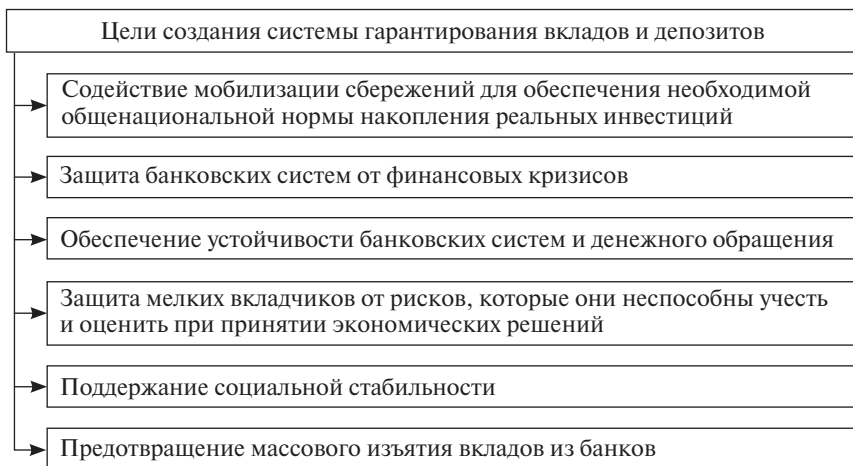 Цели создания системы гарантирования вкладов и депозитов
Содействие мобилизации сбережений для обеспечения необходимой
общенациональной нормы накопления реальных инвестиций
Защита банковских систем от финансовых кризисов
Обеспечение устойчивости банковских систем и денежного обращения
Защита мелких вкладчиков от рисков, которые они неспособны учесть
и оценить при принятии экономических решений
Поддержание социальной стабильности
Предотвращение массового изъятия вкладов из банков